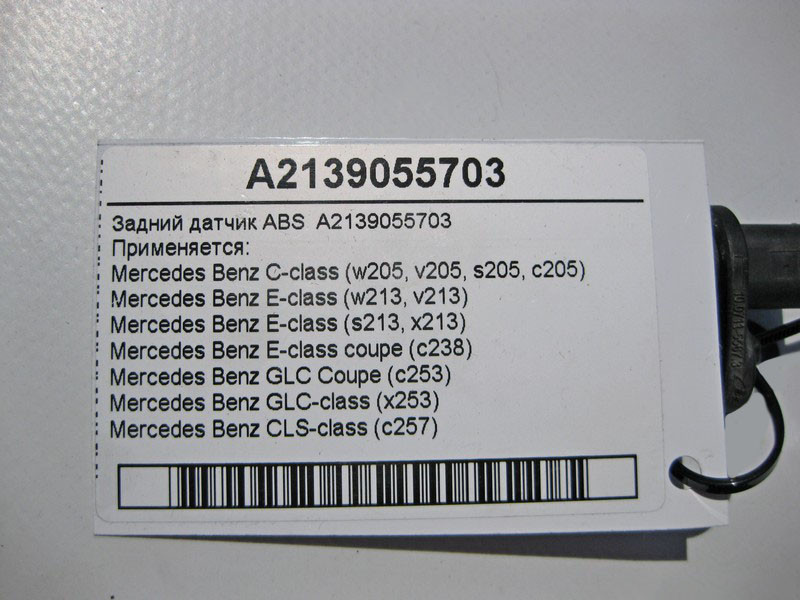 A2139055703
Задний датчик ABS A2139055703
Применяется:
Mercedes Benz C-class (w205, v205, s205, c205)
Mercedes Benz E-class (w213, v213)
Mercedes Benz E-class (s213, x213)
Mercedes Benz E-class coupe (c238)
Mercedes Benz GLC Coupe (c253)
Mercedes Benz GLC-class (x253)
Mercedes Benz CLS-class (c257)